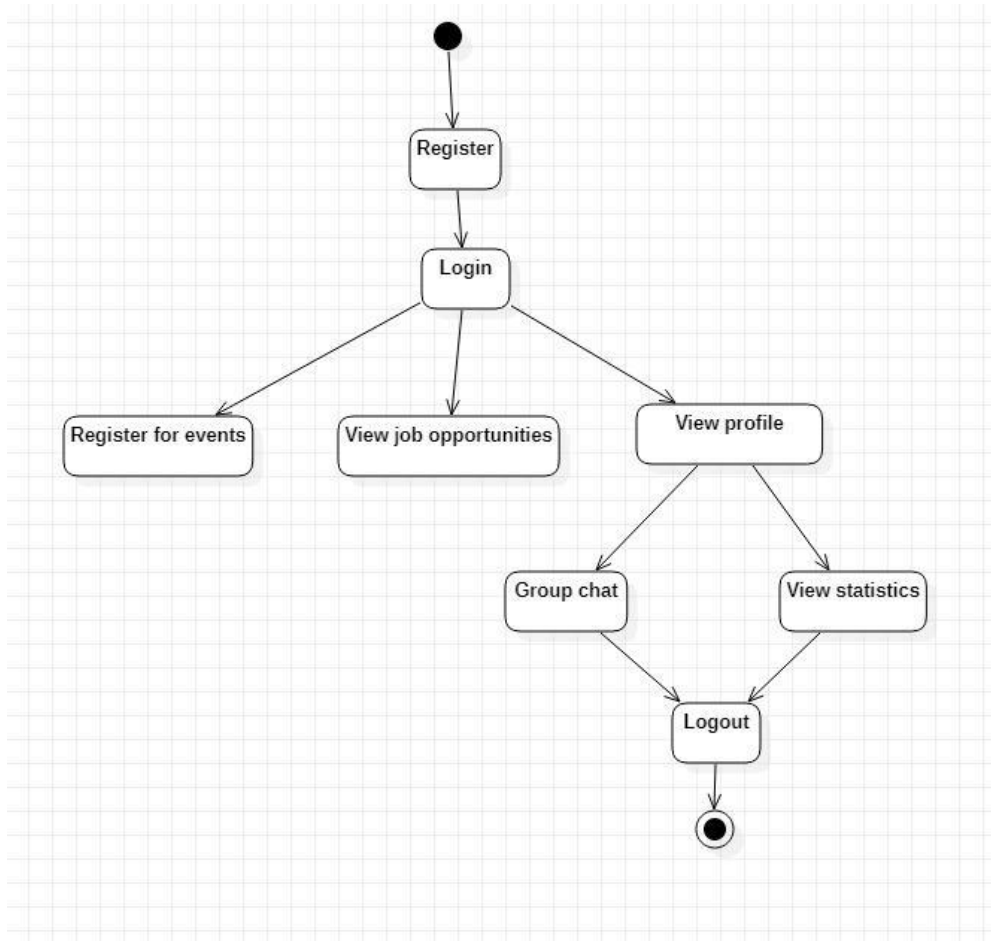 Register
Login
Register for events
View job opportunities
View profile
Group chat
View statistics
Logout